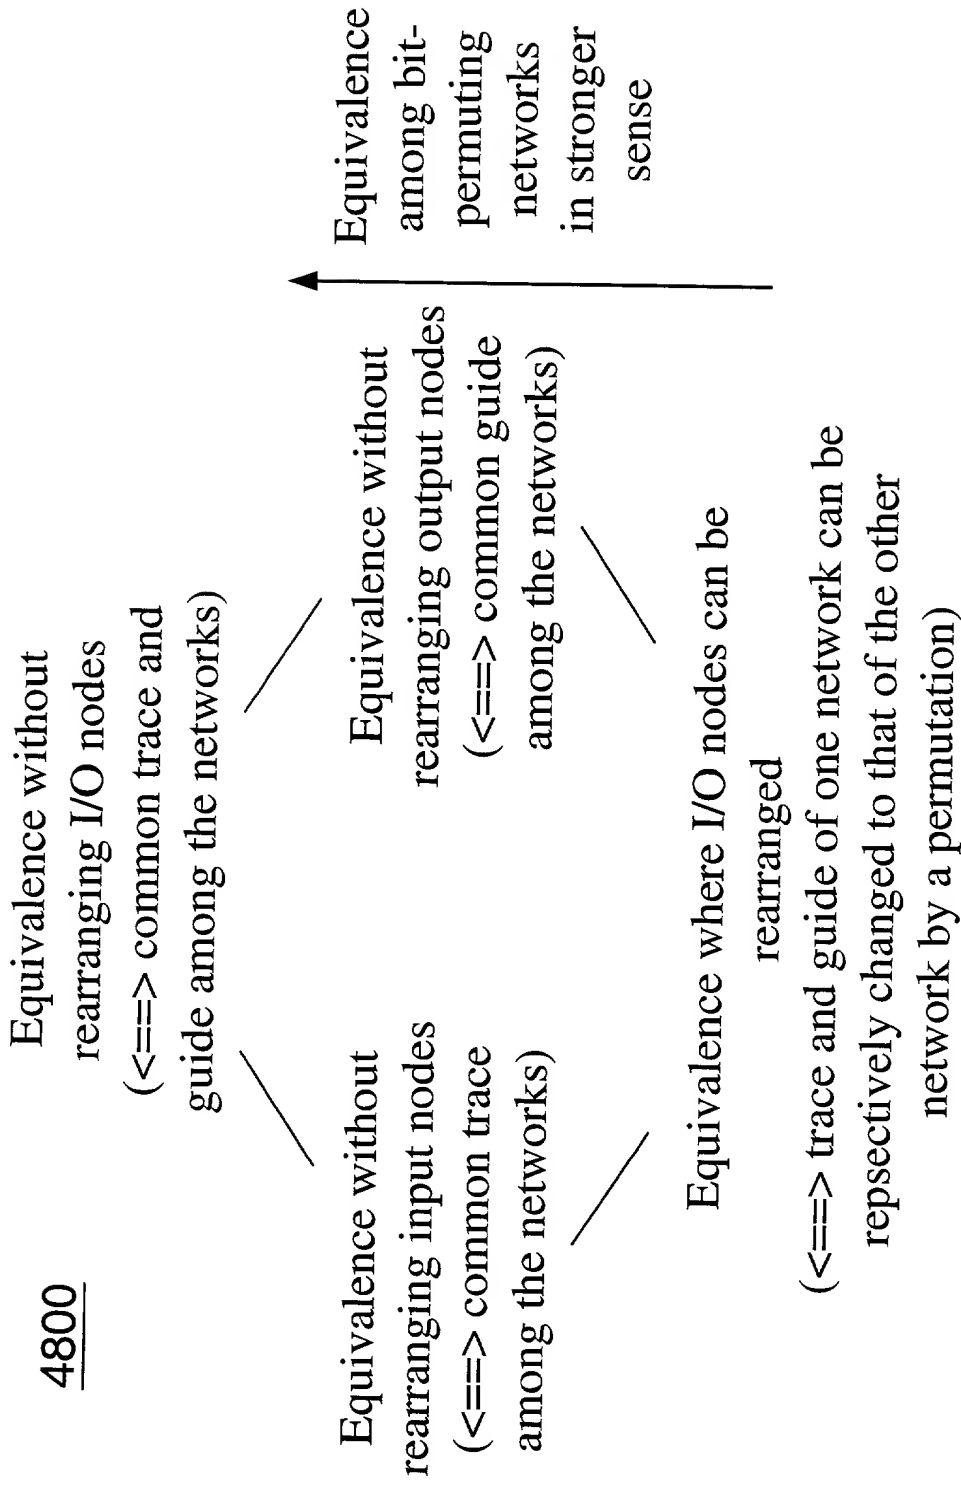 4800
Equivalence without
rearranging I/O nodes
(<==> common trace and
guide among the networks)
Equivalence without
rearranging input nodes
(<==> common trace
among the networks)
Equivalence without
rearranging output nodes
(<==> common guide
among the networks)
Equivalence
among bit-
permuting
networks
in stronger
sense
Equivalence where I/O nodes can be
rearranged
(<==> trace and guide of one network can be
repsectively changed to that of the other
network by a permutation)